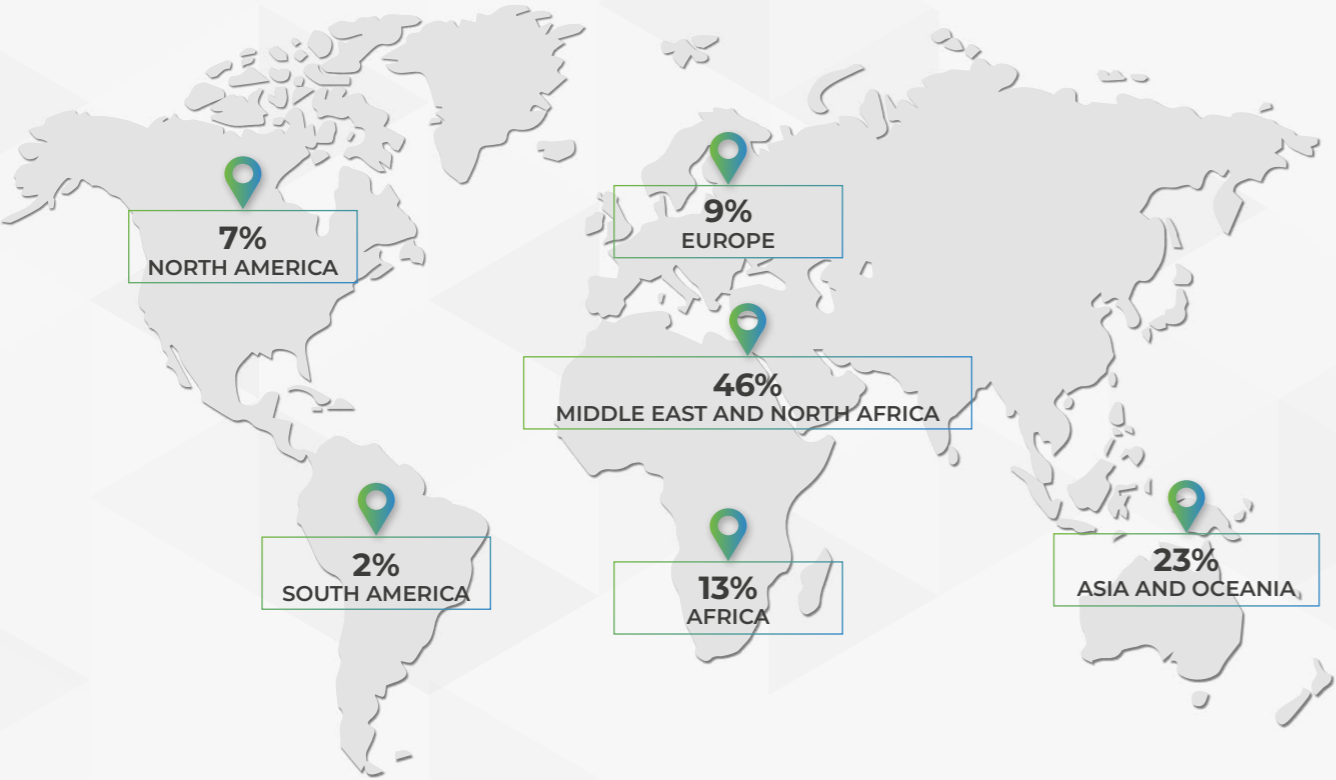 7%
NORTH AMERICA
9%
EUROPE
46%
MIDDLE EAST AND NORTH AFRICA
2%
SOUTH AMERICA
13%
AFRICA
23%
ASIA AND OCEANIA